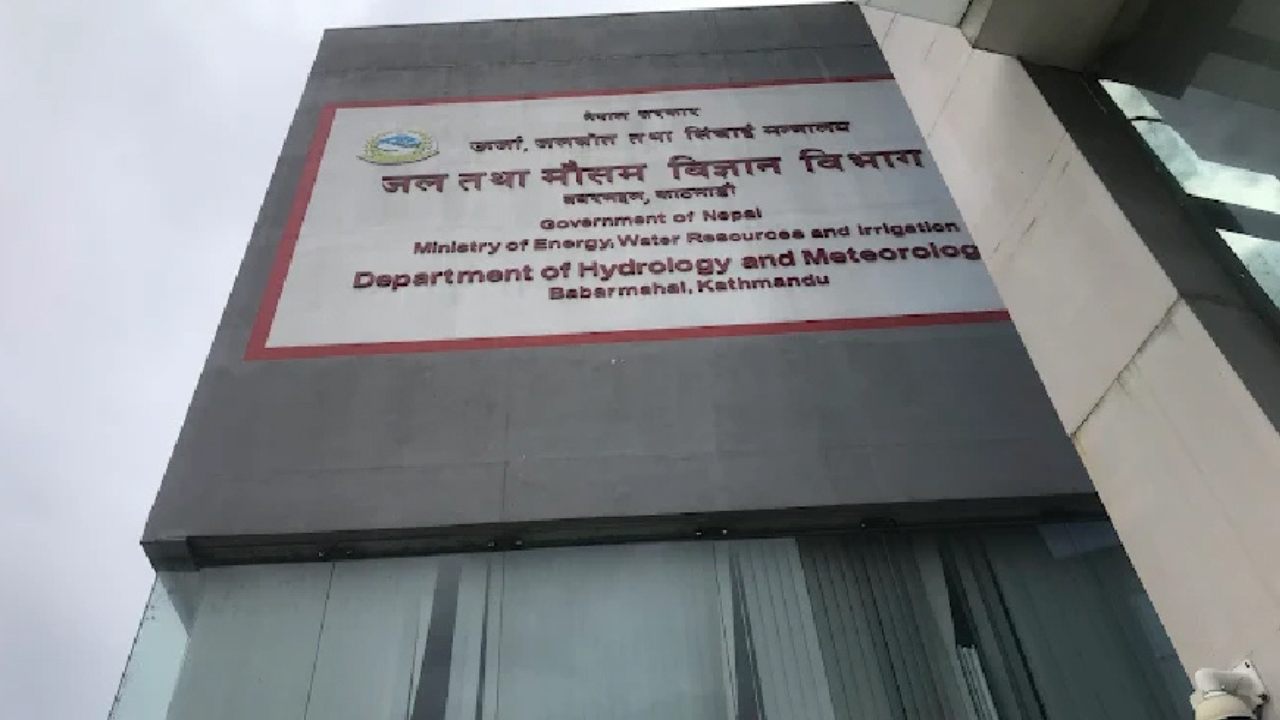 नेपाल सरकार
ऊर्जा, जलस्रोत तथा सिंचाई मन्त्रालय
जल तथा मौसम विज्ञान विभाग
बबरमहल, काठमाडौं
Government of Nepal
Ministry of Energy, Water Resources and Irrigation
Department of Hydrology and Meteorolog
Babarmahal, Kathmandu